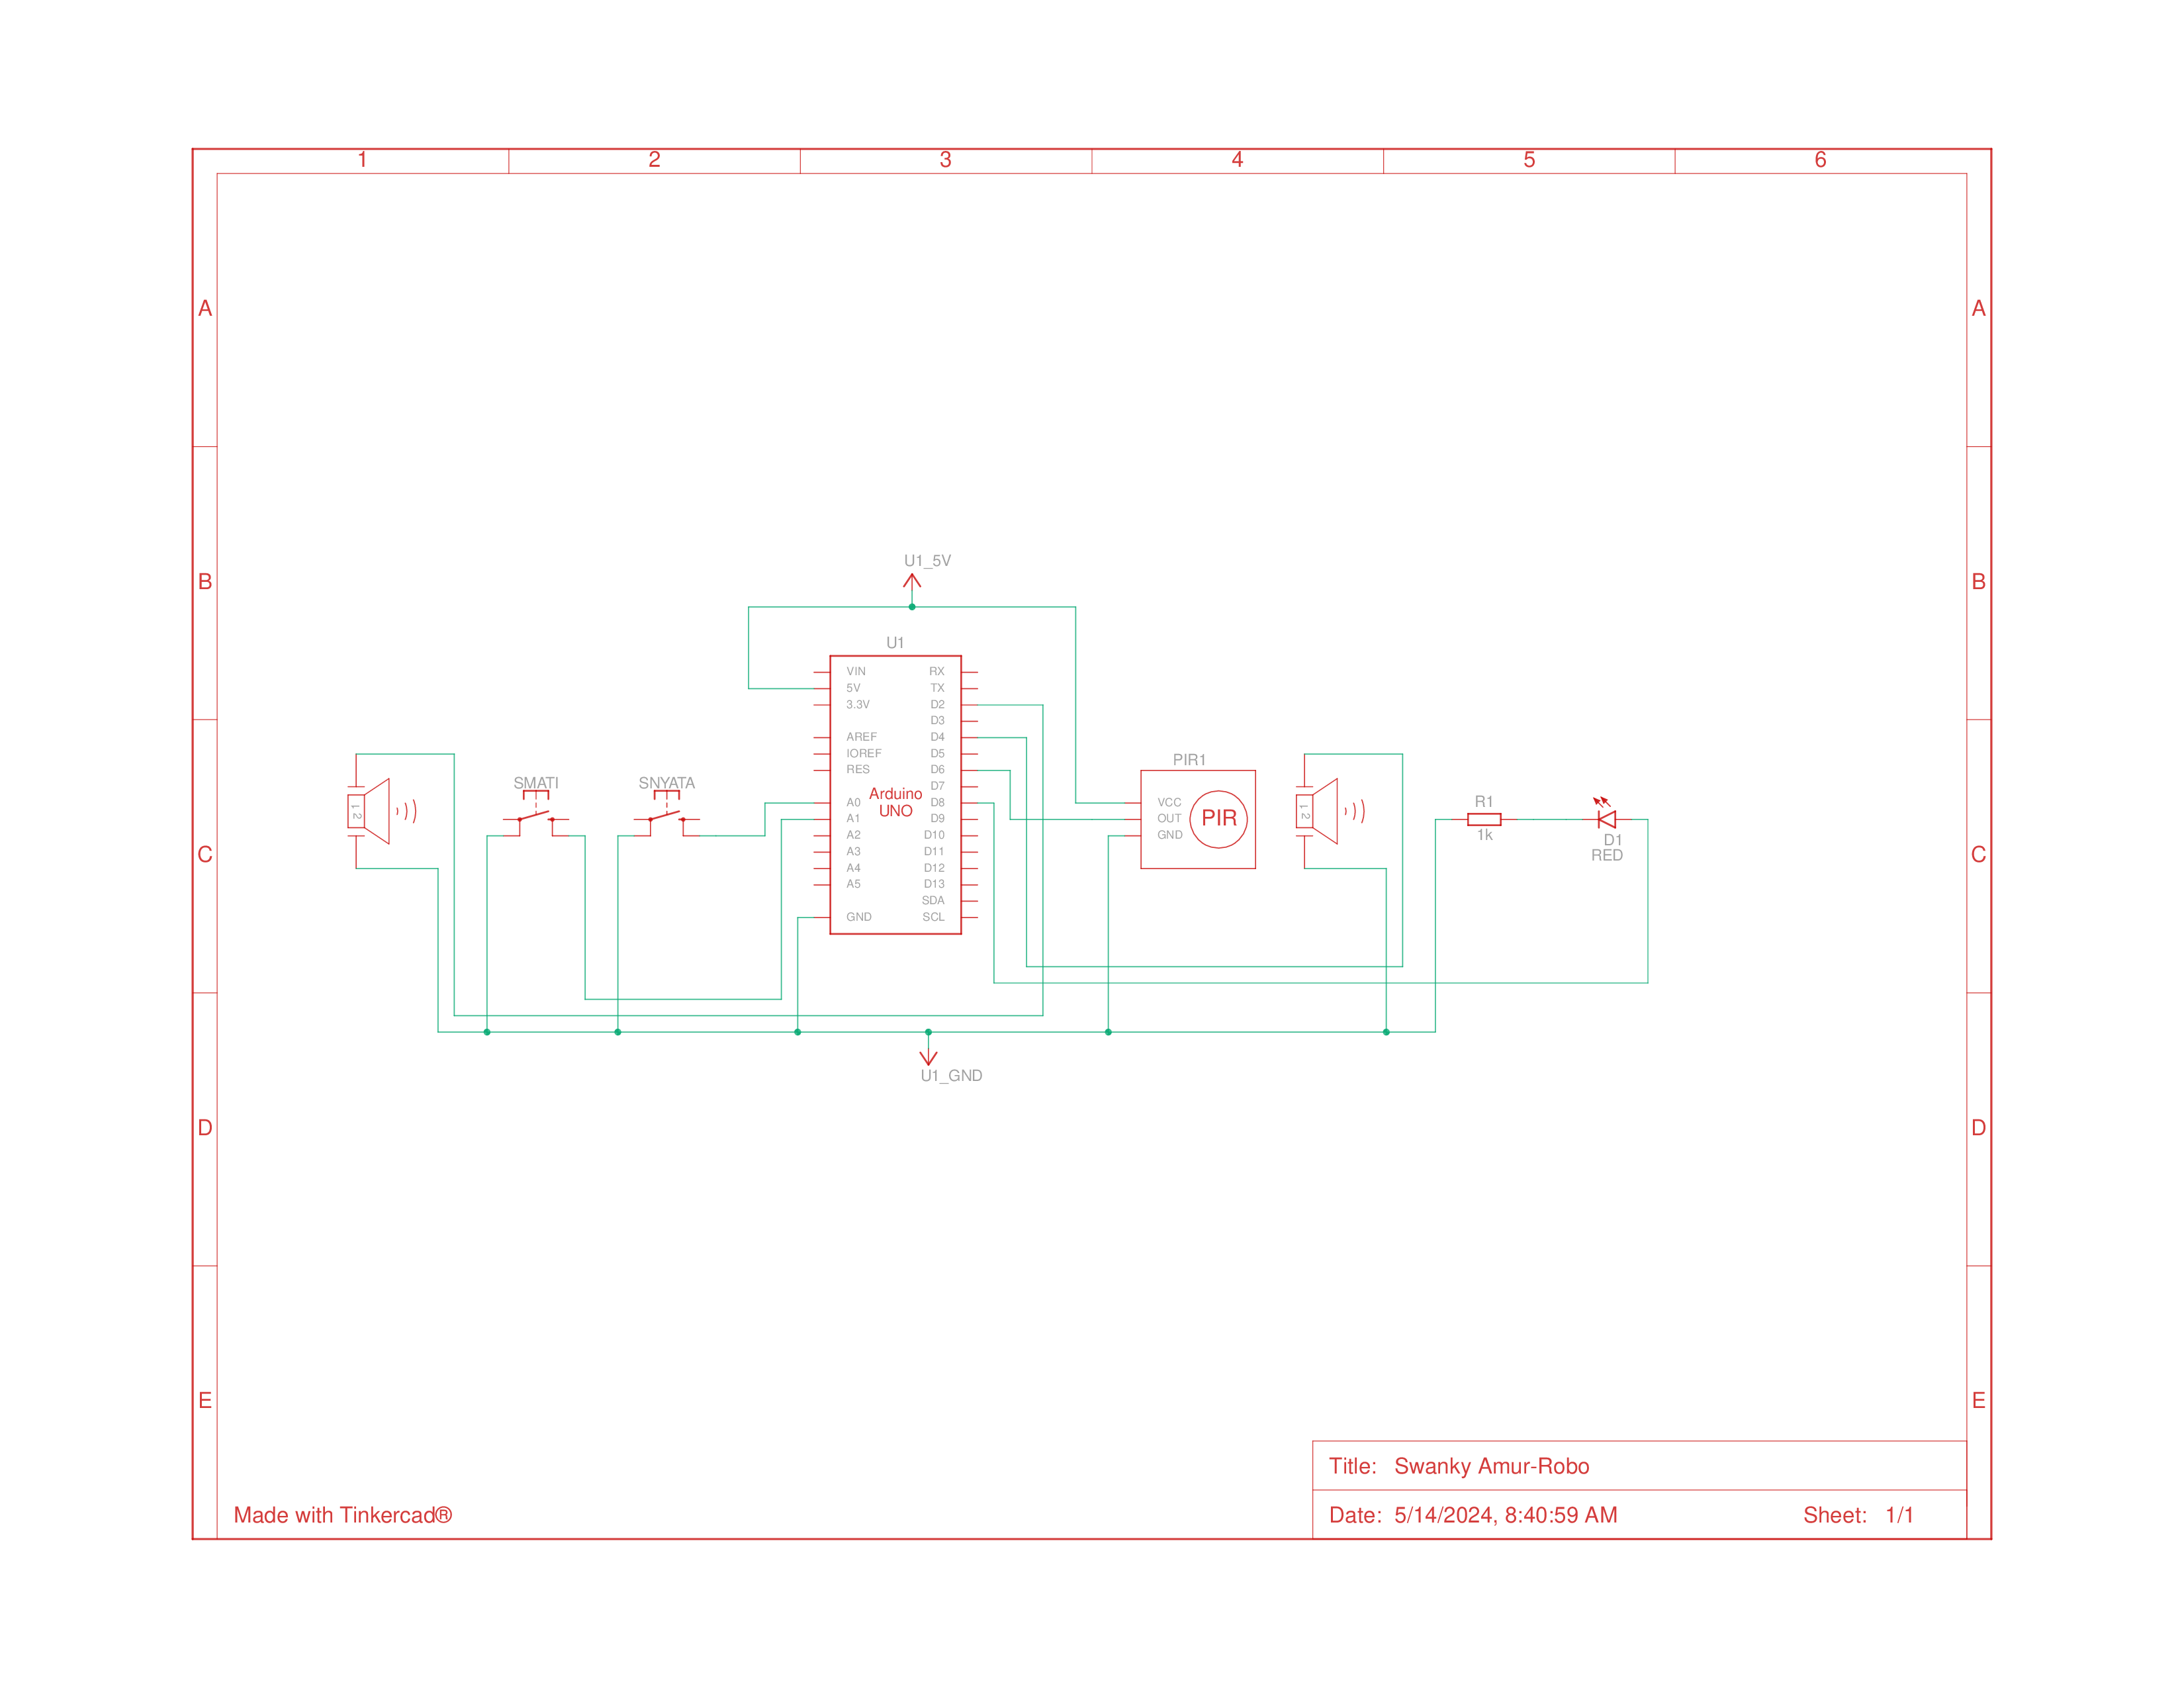 1 2 3 4 5 6
A A
B B
C C
D D
E E
U1_5V
U1
VIN RX
5V TX
3.3V D2
D3
AREF D4
IOREF D5
RES D6
D7
A0 D8
A1 D9
A2 D10
A3 D11
A4 D12
A5 D13
SDA
GND SCL
Arduino
UNO
1 2
SMATI
SNYATA
PIR1
VCC
OUT
GND
PIR
1 2
R1
1k
D1
RED
U1_GND
Title: Swanky Amur-Robo
Date: 5/14/2024, 8:40:59 AM Sheet: 1/1
Made with Tinkercad®